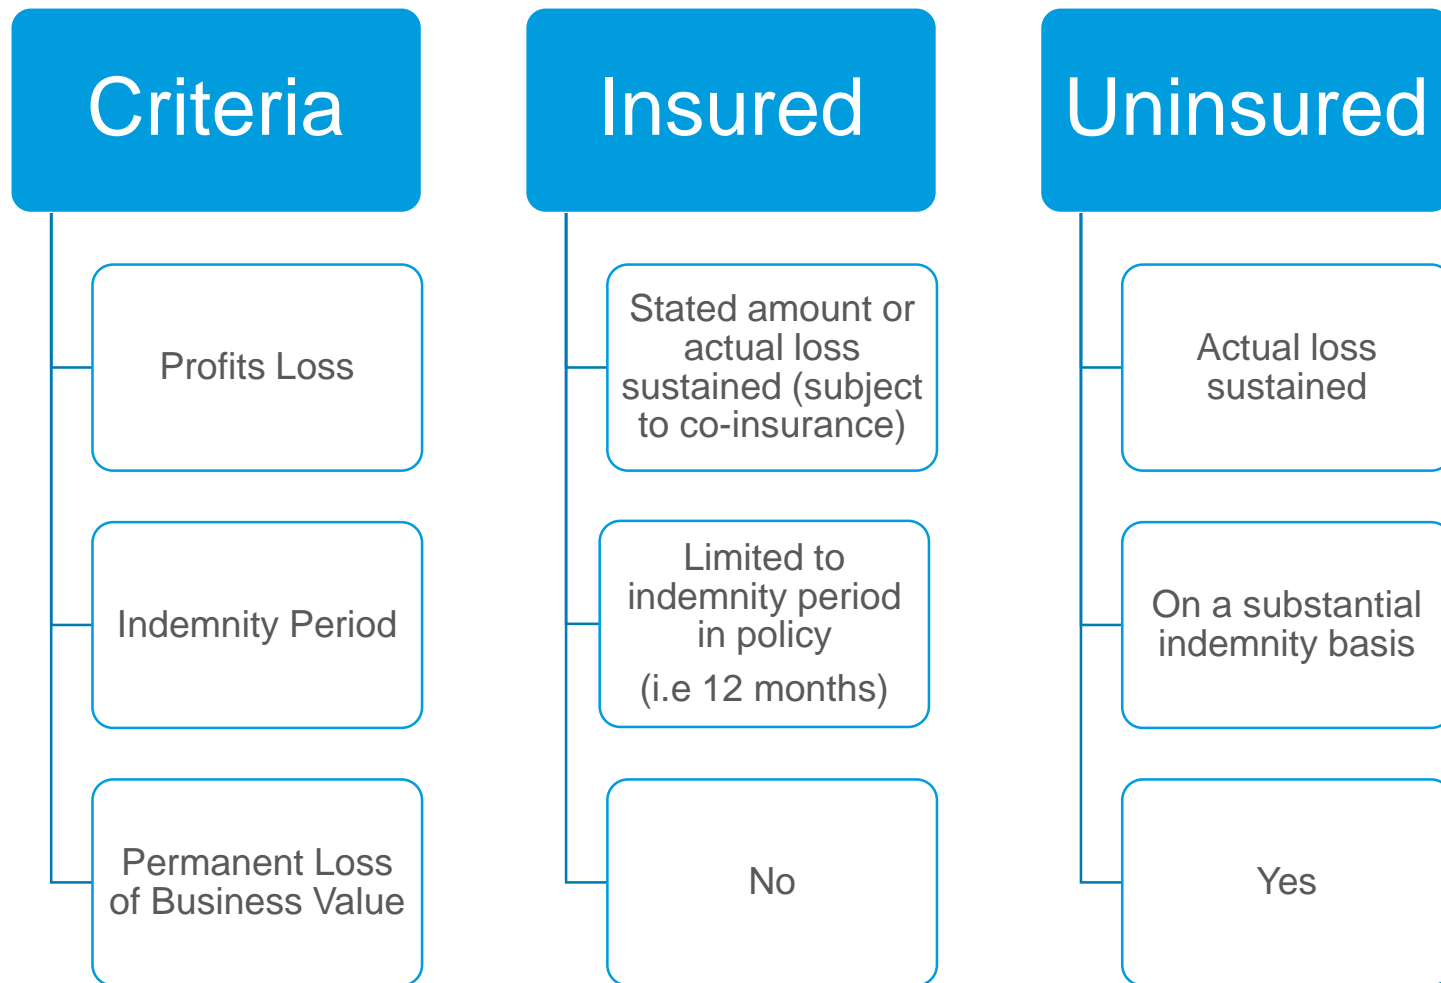 Criteria
Profits Loss
Indemnity Period
Permanent Loss
of Business Value
Insured
Stated amount or
actual loss
sustained (subject
to co-insurance)
Limited to
indemnity period
in policy
(i.e 12 months)
No
Uninsured
Actual loss
sustained
On a substantial
indemnity basis
Yes